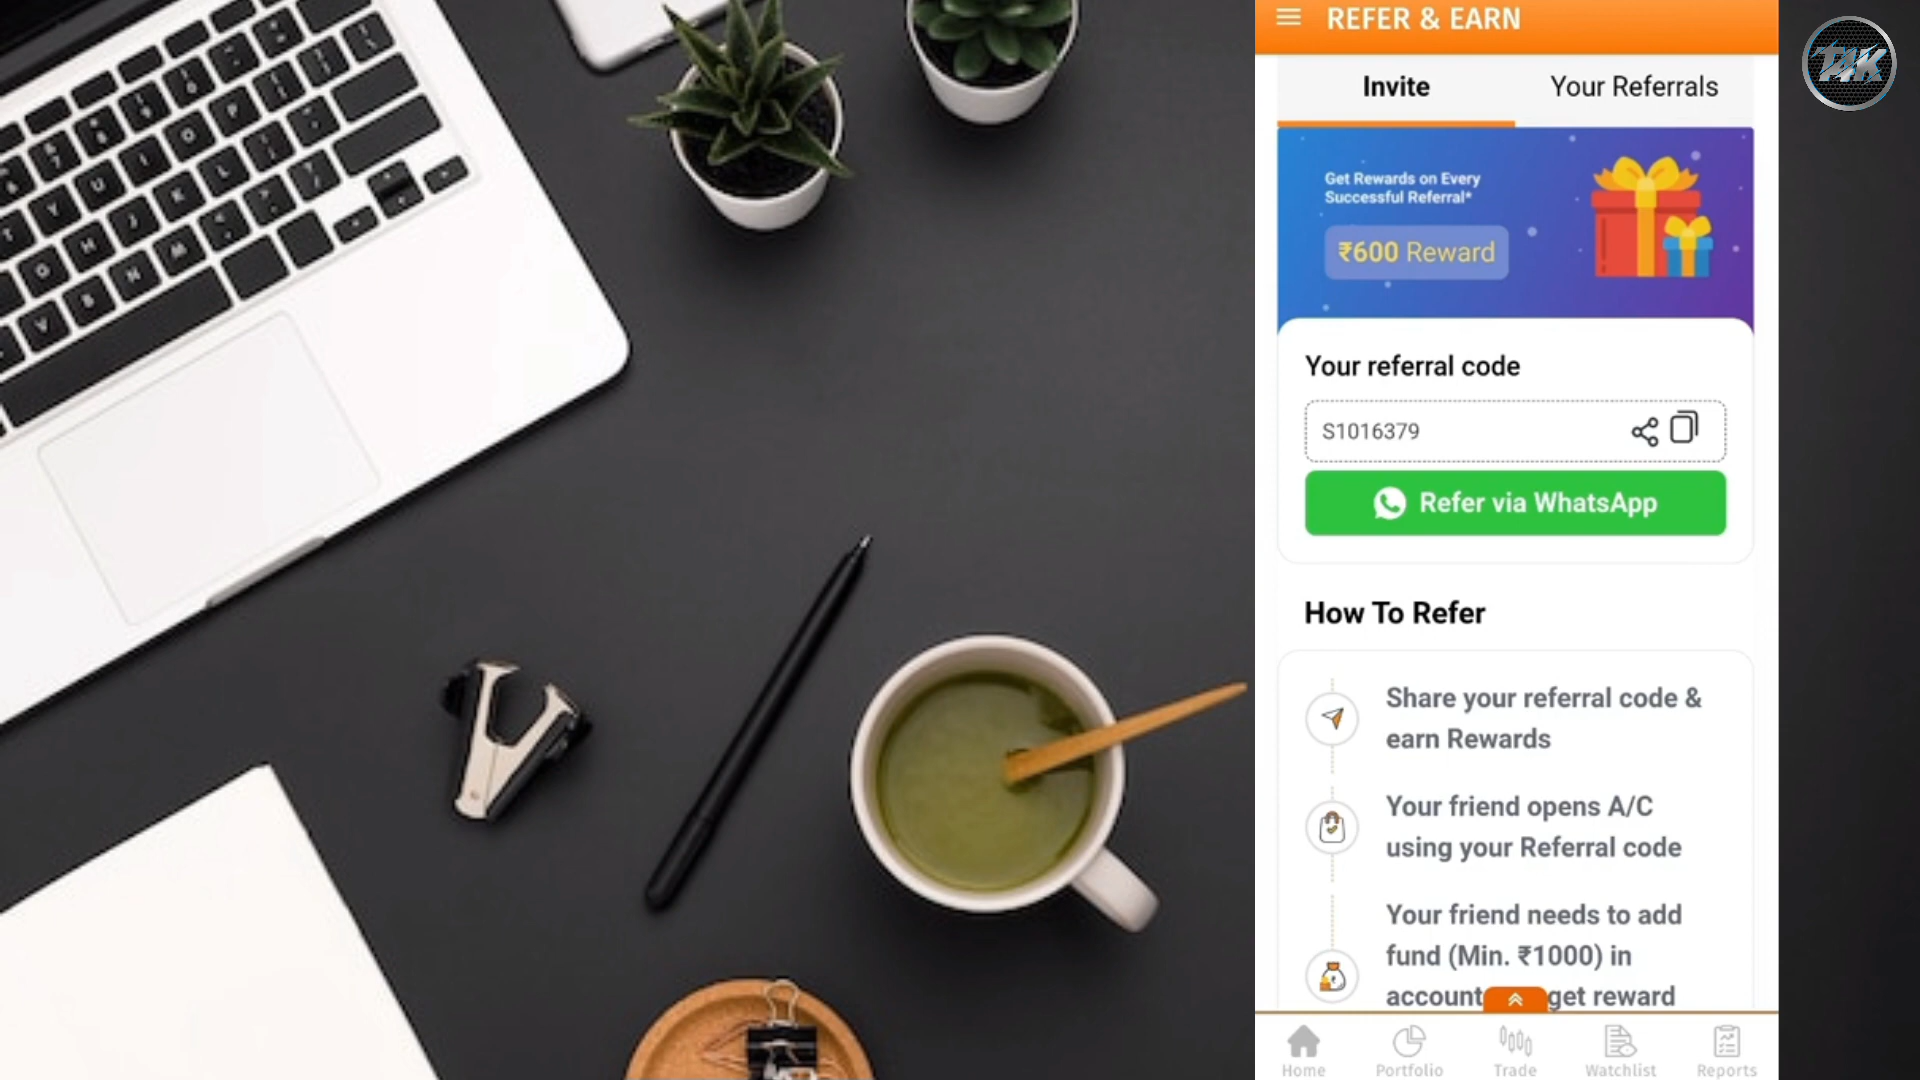 REFER & EARN
Invite
Your Referrals
Get Rewards on Every
Successful Referral*
₹600 Reward
Your referral code
S1016379
Refer via WhatsApp
How To Refer
Share your referral code &
earn Rewards
Your friend opens A/C
using your Referral code
Your friend needs to add
fund (Min. ₹1000) in
account
get reward
Home
Portfolio
Trade
Watchlist
Reports